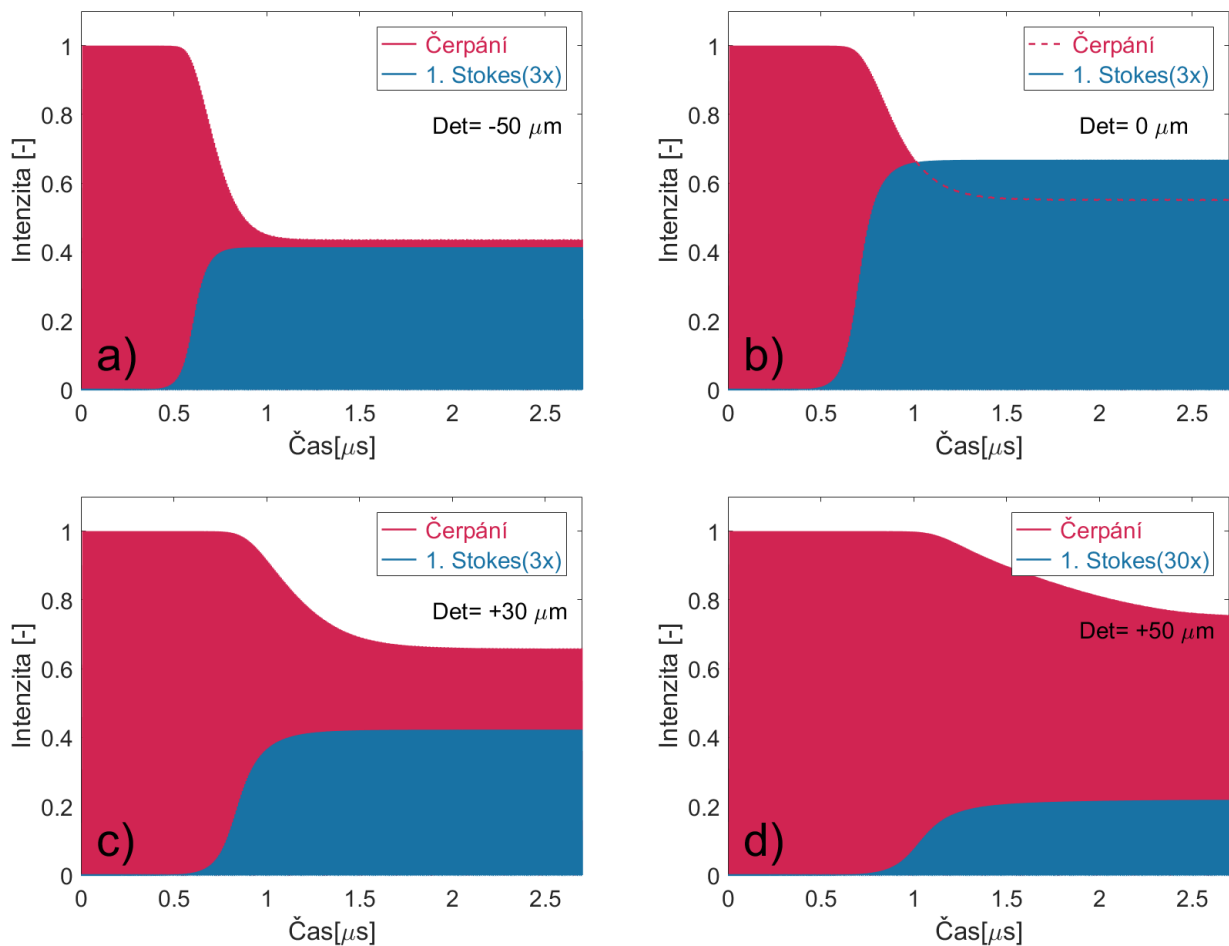 Čerpání
1. Stokes(3x)
Det= -50 μm
Intenzita [-]
1
0.8
0.6
0.4
0.2
0
a)
0 0.5 1 1.5 2 2.5
Čas[μs]
Čerpání
1. Stokes(3x)
Det= 0 μm
Intenzita [-]
1
0.8
0.6
0.4
0.2
0
b)
0 0.5 1 1.5 2 2.5
Čas[μs]
Čerpání
1. Stokes(3x)
Det= +30 μm
Intenzita [-]
1
0.8
0.6
0.4
0.2
0
c)
0 0.5 1 1.5 2 2.5
Čas[μs]
Čerpání
1. Stokes(30x)
Det= +50 μm
Intenzita [-]
1
0.8
0.6
0.4
0.2
0
d)
0 0.5 1 1.5 2 2.5
Čas[μs]